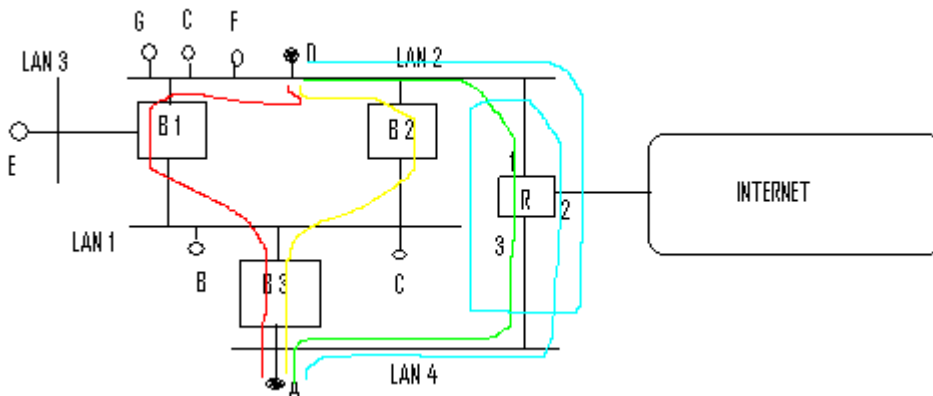 G C F
D
LAN 3
LAN 2
B 1
B 2
E
1
R
2
INTERNET
LAN 1
3
B
B 3
C
LAN 4
A